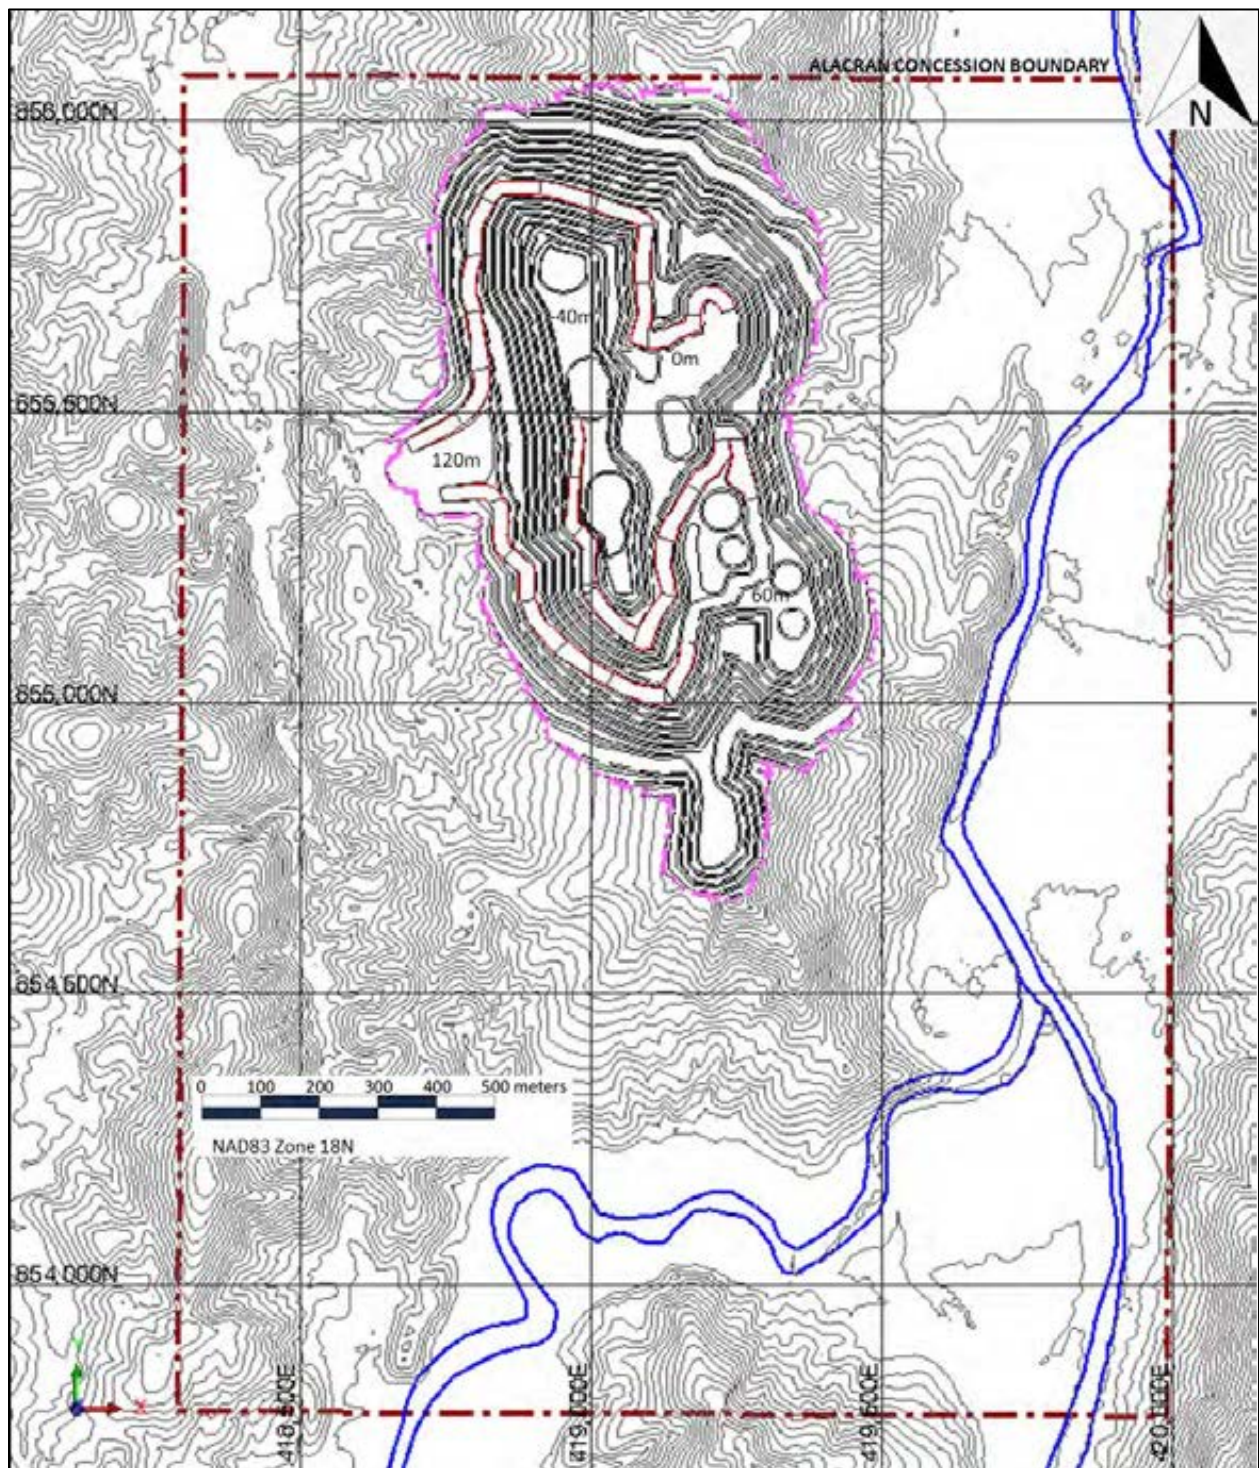 ALACRAN CONCESSION BOUNDARY
N
856,000N
-40m
0m
855,500N
120m
60m
855,000N
854,500N
0 100 200 300 400 500 meters
NAD83 Zone 18N
854,000N
Y
X
418,500E
419,000E
419,500E
420,000E